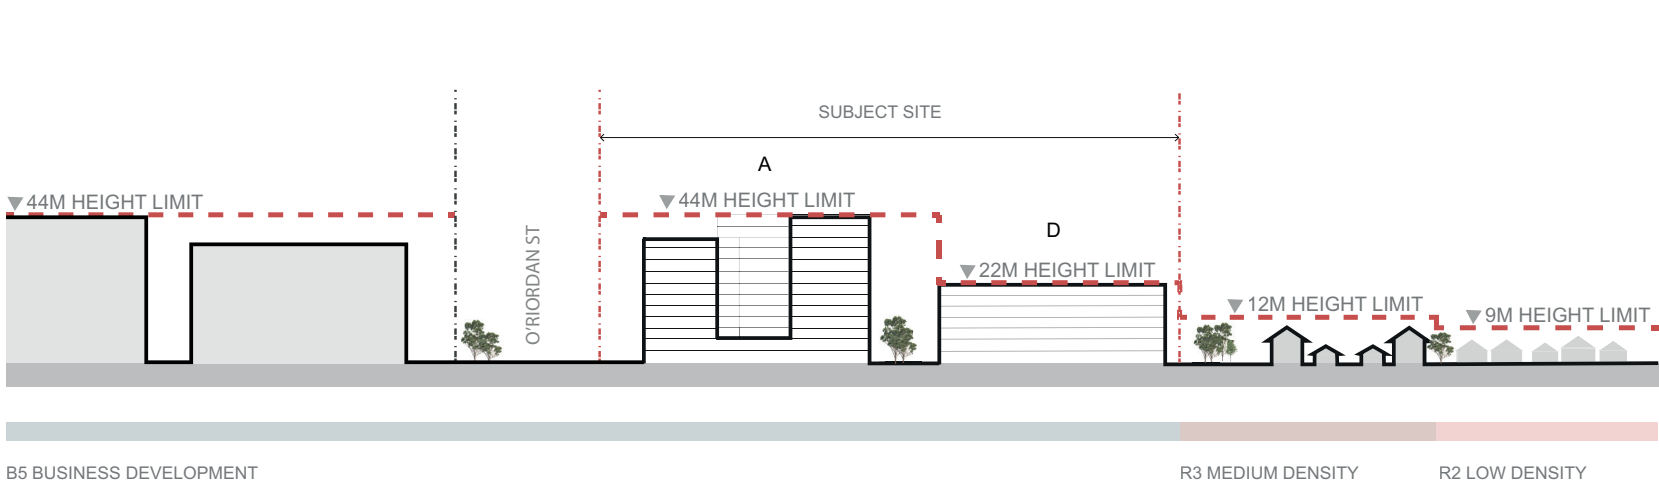 SUBJECT SITE
A
44M HEIGHT LIMIT
44M HEIGHT LIMIT
D
O'RIORDAN ST
22M HEIGHT LIMIT
12M HEIGHT LIMIT
9M HEIGHT LIMIT
B5 BUSINESS DEVELOPMENT
R3 MEDIUM DENSITY
R2 LOW DENSITY